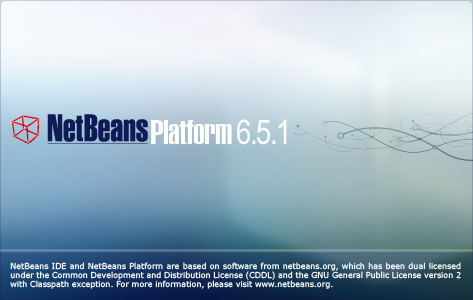 NetBeans Platform 6.5.1
NetBeans IDE and NetBeans Platform are based on software from netbeans.org, which has been dual licensed
under the Common Development and Distribution License (CDDL) and the GNU General Public License version 2
with Classpath exception. For more information, please visit www.netbeans.org.